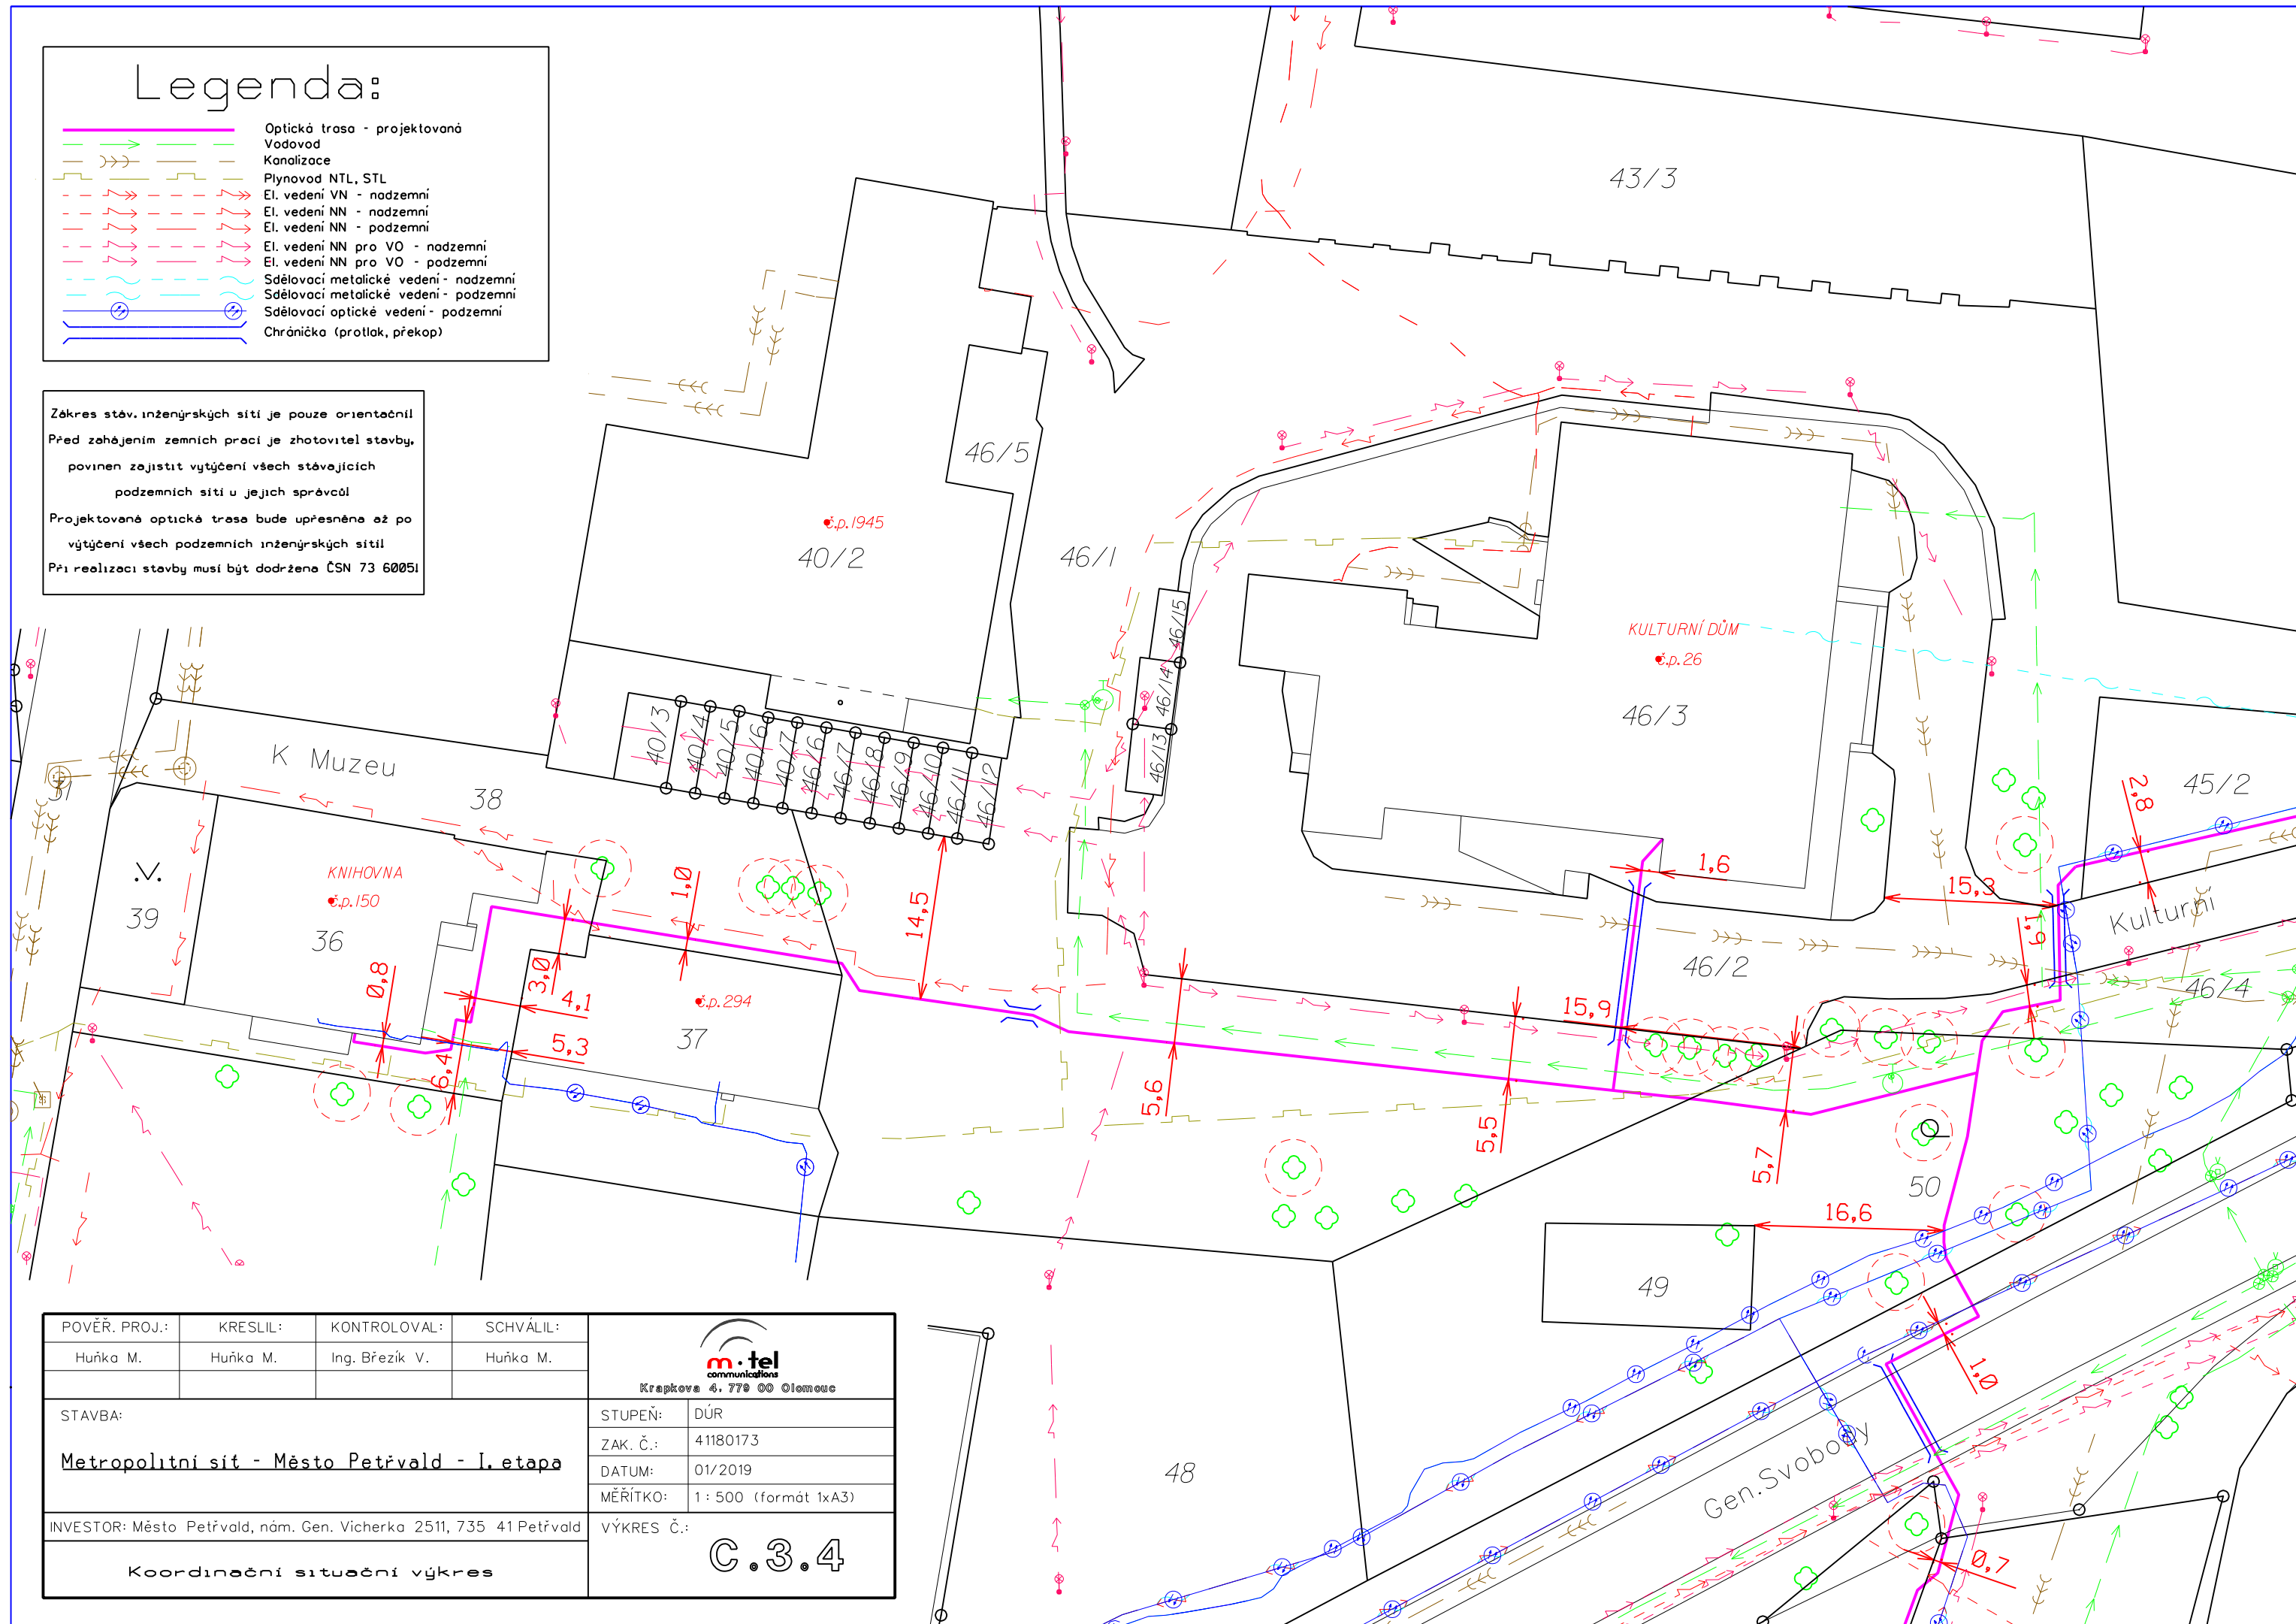 Legenda:
Optická trasa - projektovaná
Vodovod
Kanalizace
Plynovod NTL, STL
El. vedení VN - nadzemní
El. vedení NN - nadzemní
El. vedení NN - podzemní
El. vedení NN pro VO - nadzemní
El. vedení NN pro VO - podzemní
Sdělovací metalické vedení - nadzemní
Sdělovací metalické vedení - podzemní
Sdělovací optické vedení - podzemní
Chránička (protlak, překop)
Zákres stáv. inženýrských sítí je pouze orientační!
Před zahájením zemních prací je zhotovitel stavby,
povinen zajistit vytýčení všech stávajících
podzemních sítí u jejich správců!
Projektovaná optická trasa bude upřesněna až po
výtýčení všech podzemních inženýrských sítí!
Při realizaci stavby musí být dodržena ČSN 73 6005!
43/3
46/5
č.p.1945
40/2
46/1
46/15
46/14
46/13
KULTURNÍ DŮM
č.p.26
46/3
45/2
2,8
K Muzeu
38
40/3
40/4
40/5
40/6
40/7
46/6
46/7
46/8
46/9
46/10
46/11
46/12
KNIHOVNA
č.p.150
39
36
0,8
3,0
4,1
5,3
6,4
1,0
14,5
č.p.294
37
1,6
15,3
1,9
Kulturní
46/2
46/4
15,9
5,6
5,5
5,7
50
16,6
49
1,0
48
Gen.Svobody
0,7
POVĚŘ. PROJ.: KRESLIL: KONTROLOVAL: SCHVÁLIL:
Huňka M. Huňka M. Ing. Březík V. Huňka M.
m·tel
communications
Krapkova 4, 779 00 Olomouc
STAVBA:
Metropolitní síť - Město Petřvald - I. etapa
STUPEŇ: DÚR
ZAK. Č.: 41180173
DATUM: 01/2019
MĚŘÍTKO: 1 : 500 (formát 1xA3)
INVESTOR: Město Petřvald, nám. Gen. Vicherka 2511, 735 41 Petřvald
VÝKRES Č.:
C.3.4
Koordinační situační výkres